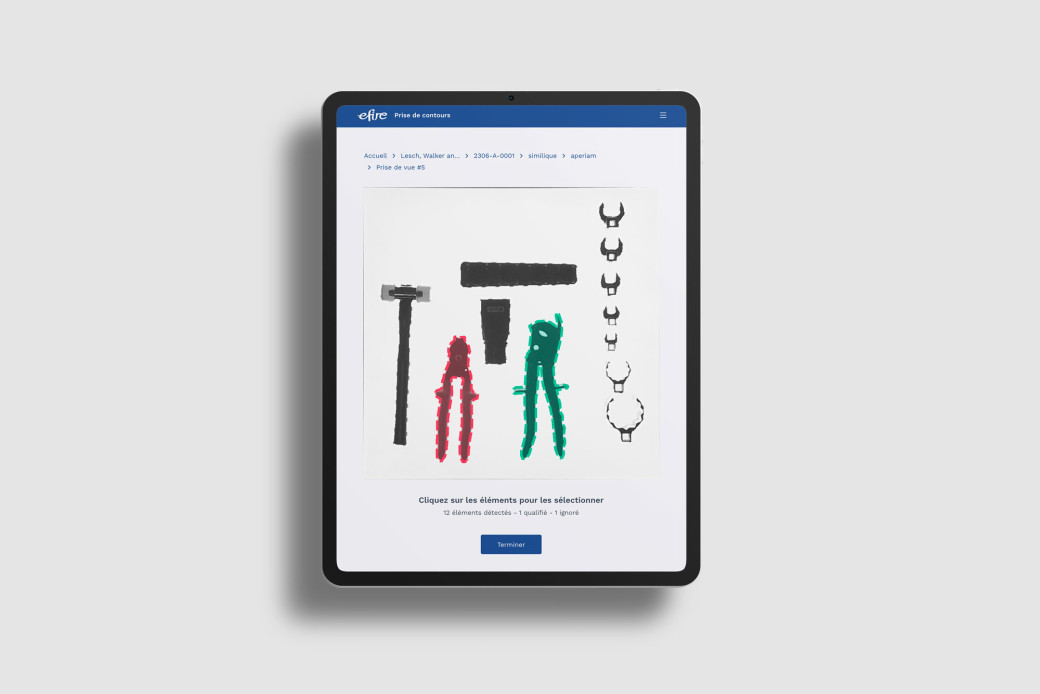 efire Prise de contours
Accueil > Lesch, Walker an... > 2306-A-0001 > similique > aperiam
> Prise de vue #5
Cliquez sur les éléments pour les sélectionner
12 éléments détectés - 1 qualifié - 1 ignoré
Terminer